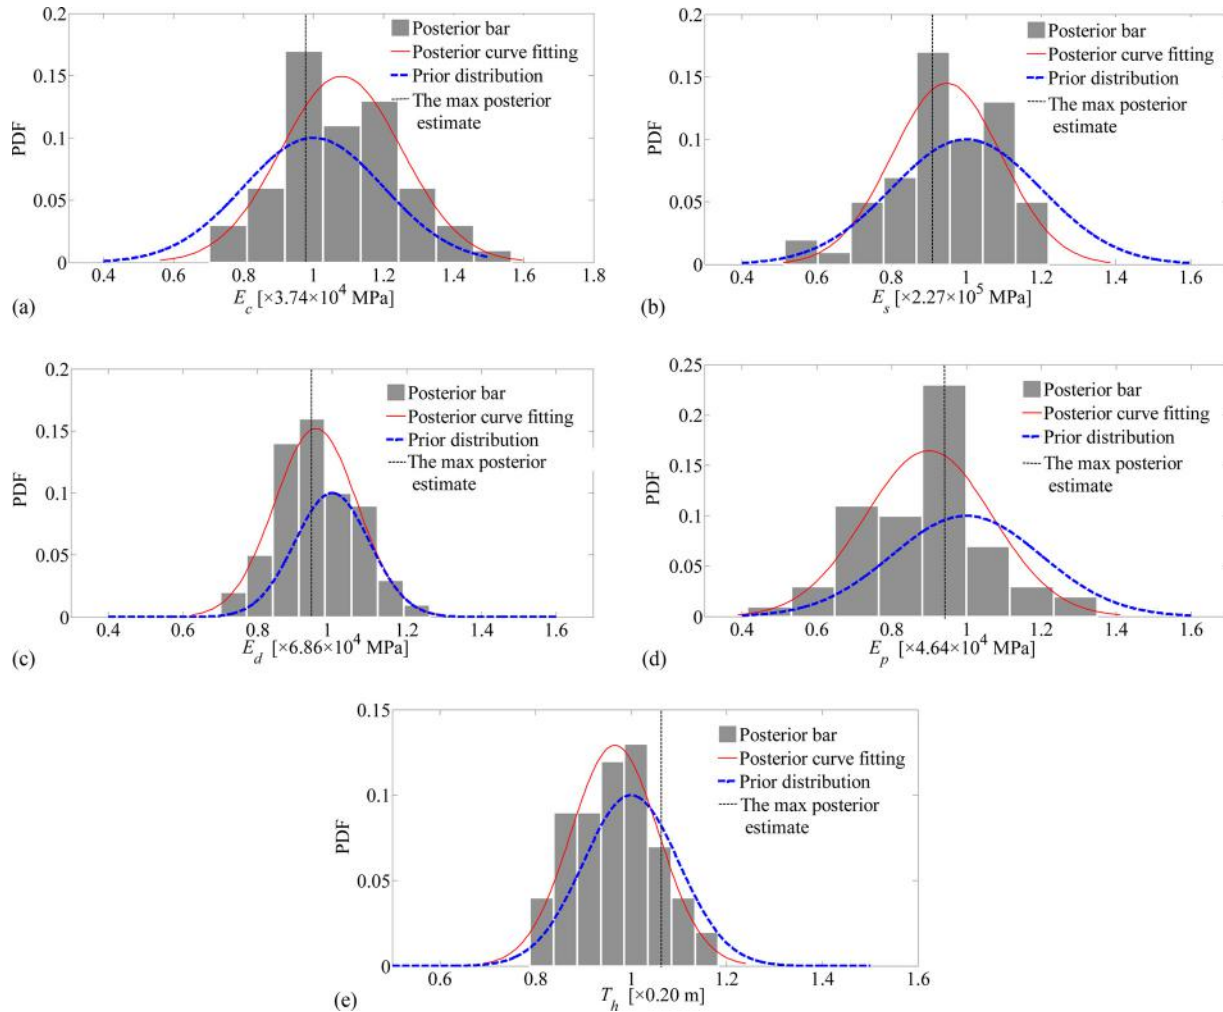 0.2
0.15
0.1
0.05
0
PDF
Posterior bar
Posterior curve fitting
Prior distribution
The max posterior
estimate
0.4 0.6 0.8 1 1.2 1.4 1.6 1.8
(a)
E_c [×3.74×10⁴ MPa]
0.2
0.15
0.1
0.05
0
PDF
Posterior bar
Posterior curve fitting
Prior distribution
The max posterior
estimate
0.4 0.6 0.8 1 1.2 1.4 1.6
(b)
E_s [×2.27×10⁵ MPa]
0.2
0.15
0.1
0.05
0
PDF
Posterior bar
Posterior curve fitting
Prior distribution
The max posterior
estimate
0.4 0.6 0.8 1 1.2 1.4 1.6
(c)
E_d [×6.86×10⁴ MPa]
0.25
0.2
0.15
0.1
0.05
0
PDF
Posterior bar
Posterior curve fitting
Prior distribution
The max posterior
estimate
0.4 0.6 0.8 1 1.2 1.4 1.6
(d)
E_p [×4.64×10⁴ MPa]
0.15
0.1
0.05
0
PDF
Posterior bar
Posterior curve fitting
Prior distribution
The max posterior
estimate
0.6 0.8 1 1.2 1.4 1.6
(e)
T_h [×0.20 m]